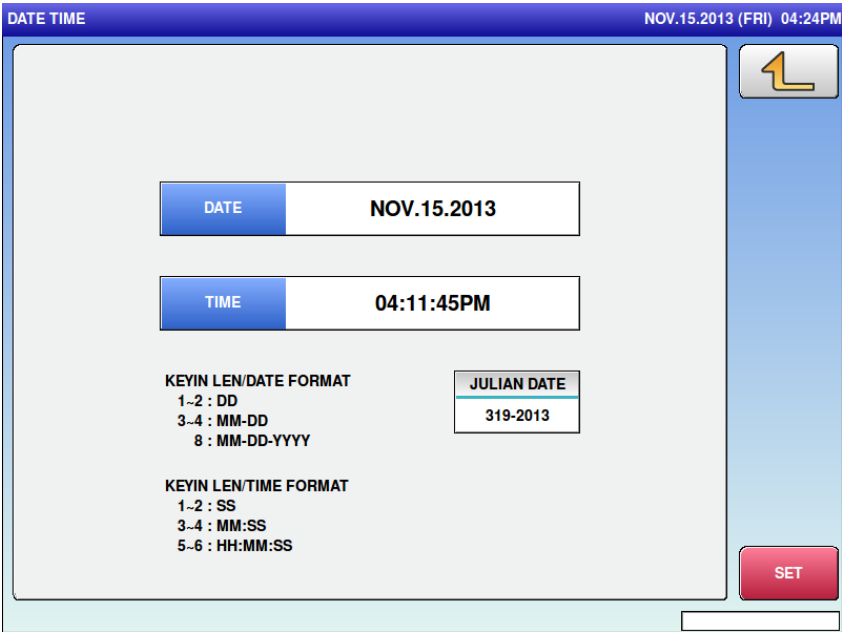 DATE TIME NOV.15.2013 (FRI) 04:24PM
DATE NOV.15.2013
TIME 04:11:45PM
KEYIN LEN/DATE FORMAT
1~2 : DD
3~4 : MM-DD
8 : MM-DD-YYYY
JULIAN DATE
319-2013
KEYIN LEN/TIME FORMAT
1~2 : SS
3~4 : MM:SS
5~6 : HH:MM:SS
SET